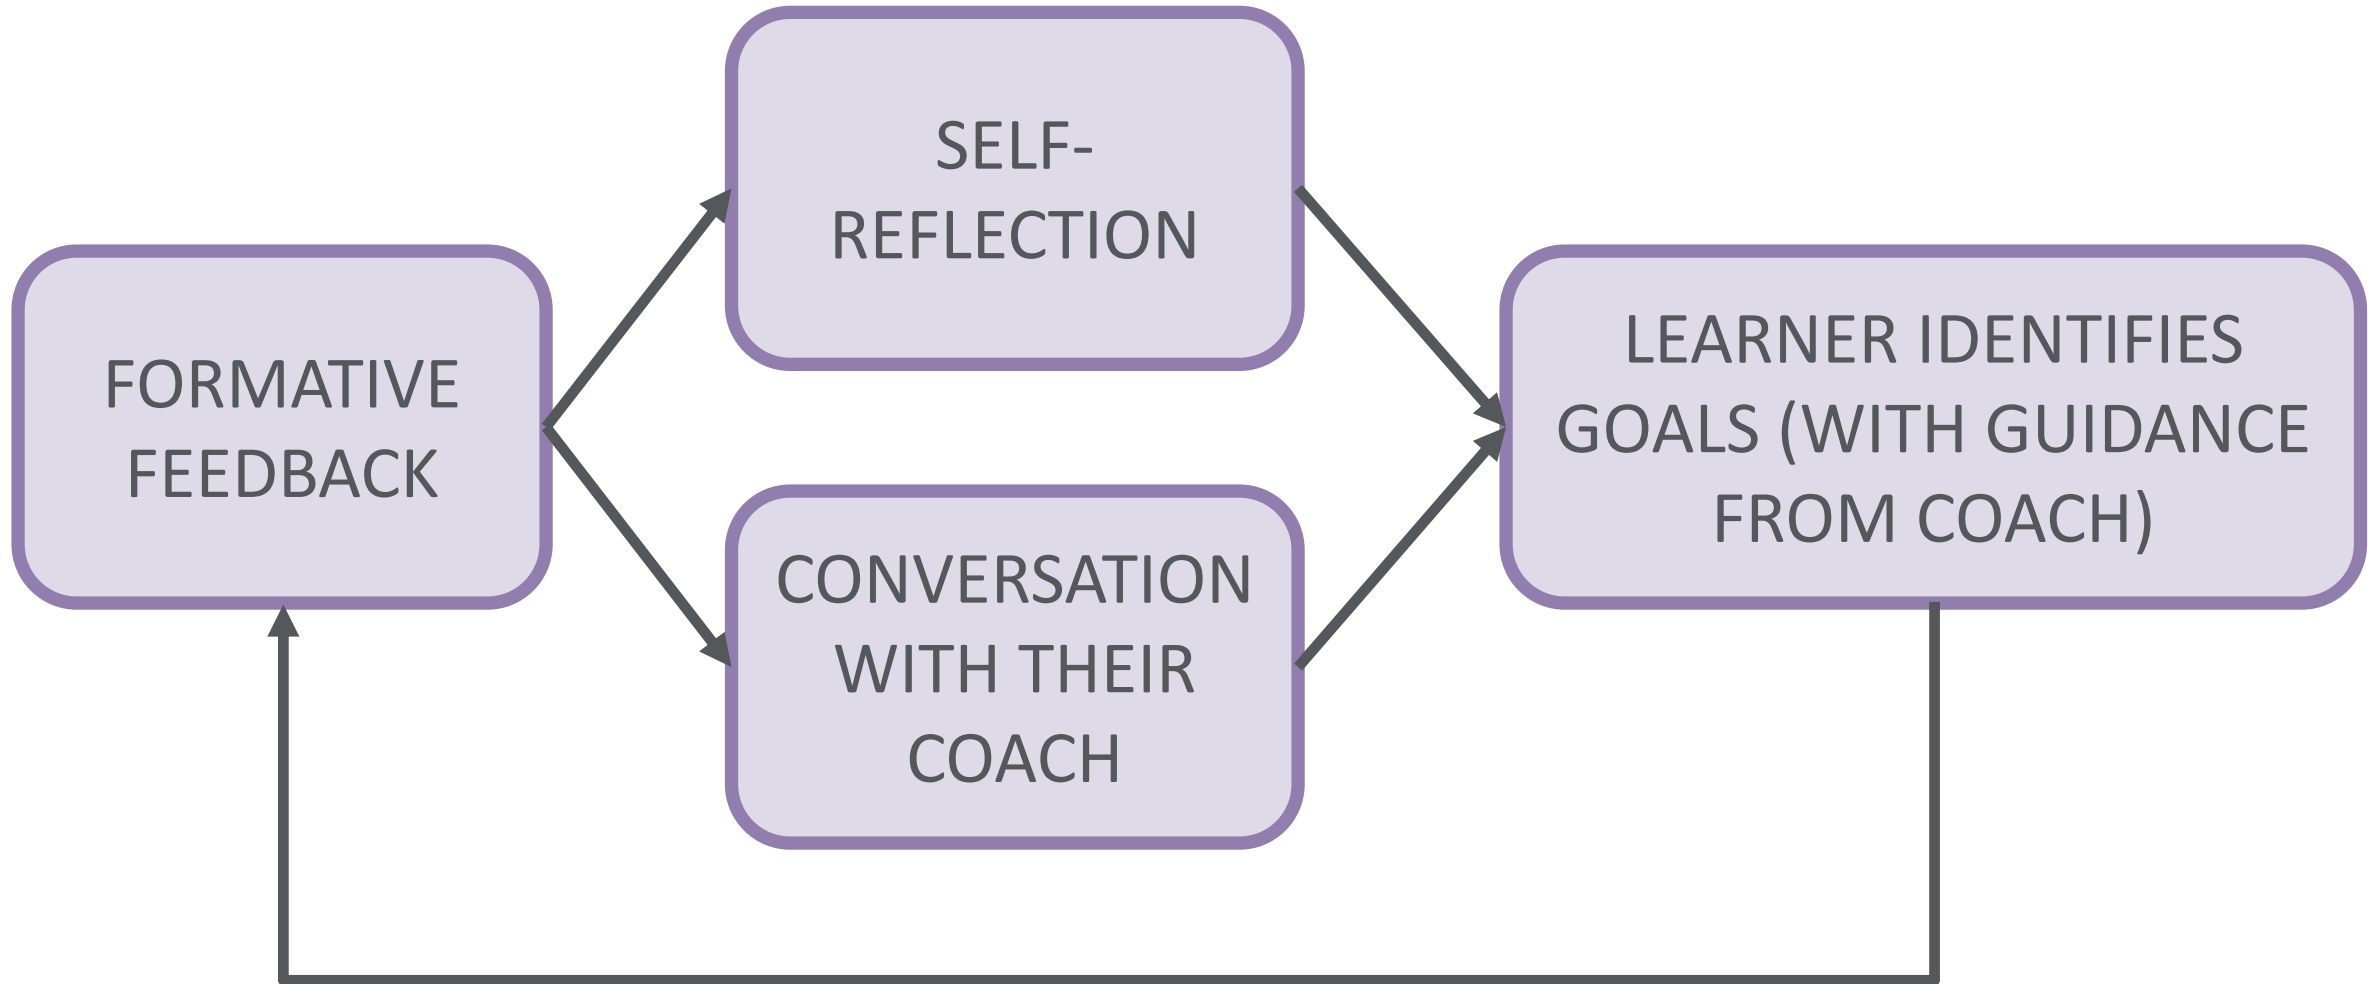 FORMATIVE
FEEDBACK
SELF-
REFLECTION
CONVERSATION
WITH THEIR
COACH
LEARNER IDENTIFIES
GOALS (WITH GUIDANCE
FROM COACH)